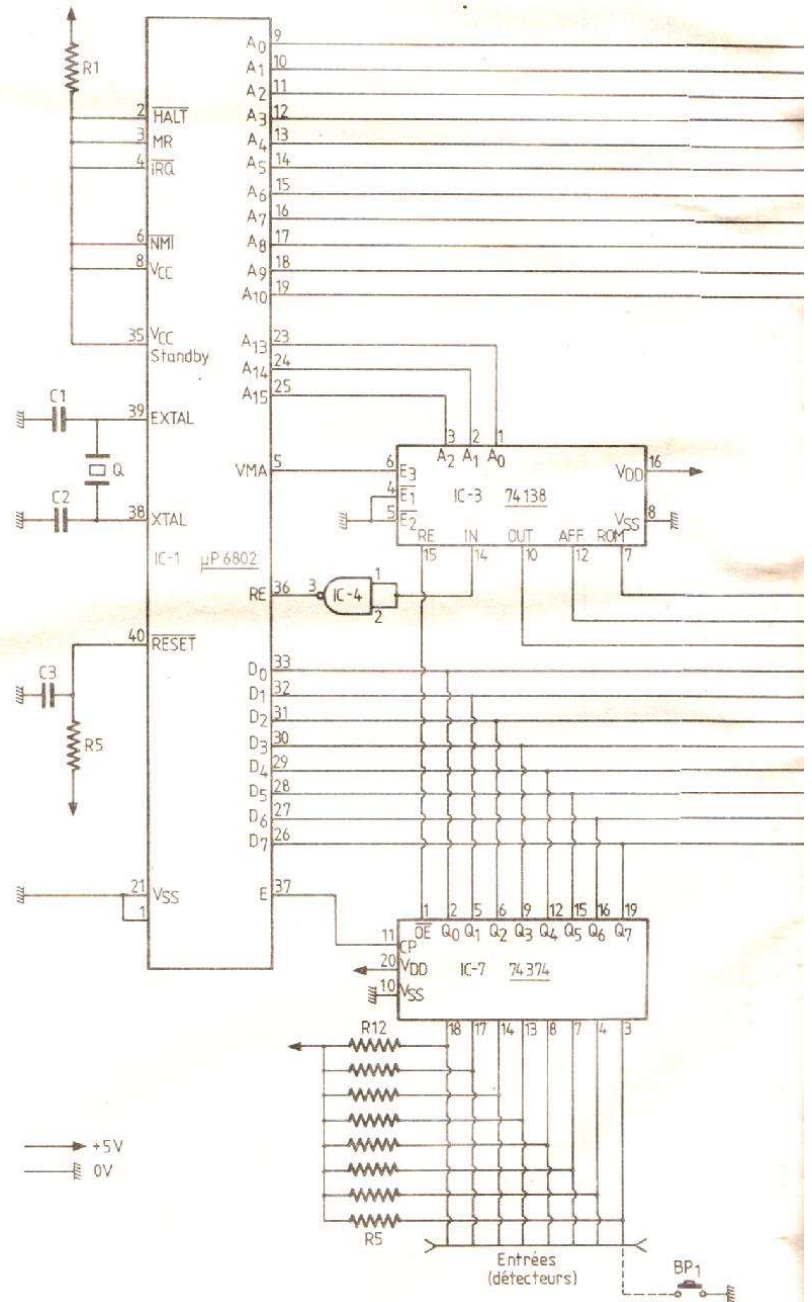 R1
2 HALT
3 MR
4 IRQ
6 NMI
8 VCC
35 VCC
Standby
C1
39 EXTAL
Q
C2
38 XTAL
IC-1 µP 6802
40 RESET
C3
R5
21 VSS
1
A0 9
A1 10
A2 11
A3 12
A4 13
A5 14
A6 15
A7 16
A8 17
A9 18
A10 19
A13 23
A14 24
A15 25
VMA 5
RE 36
D0 33
D1 32
D2 31
D3 30
D4 29
D5 28
D6 27
D7 26
E 37
3 2 1
A2 A1 A0
6 E3
4 E1
5 E2
IC-3 74138
VDD 16
VSS 8
RE IN OUT AFF. ROM
15 14 10 12 7
3 IC-4 1
2
1 2 5 6 9 12 15 16 19
OE Q0 Q1 Q2 Q3 Q4 Q5 Q6 Q7
11 CP
20 VDD
10 VSS
IC-7 74374
18 17 14 13 8 7 4 3
R12
R5
+5V
0V
Entrées
(détecteurs)
BP1